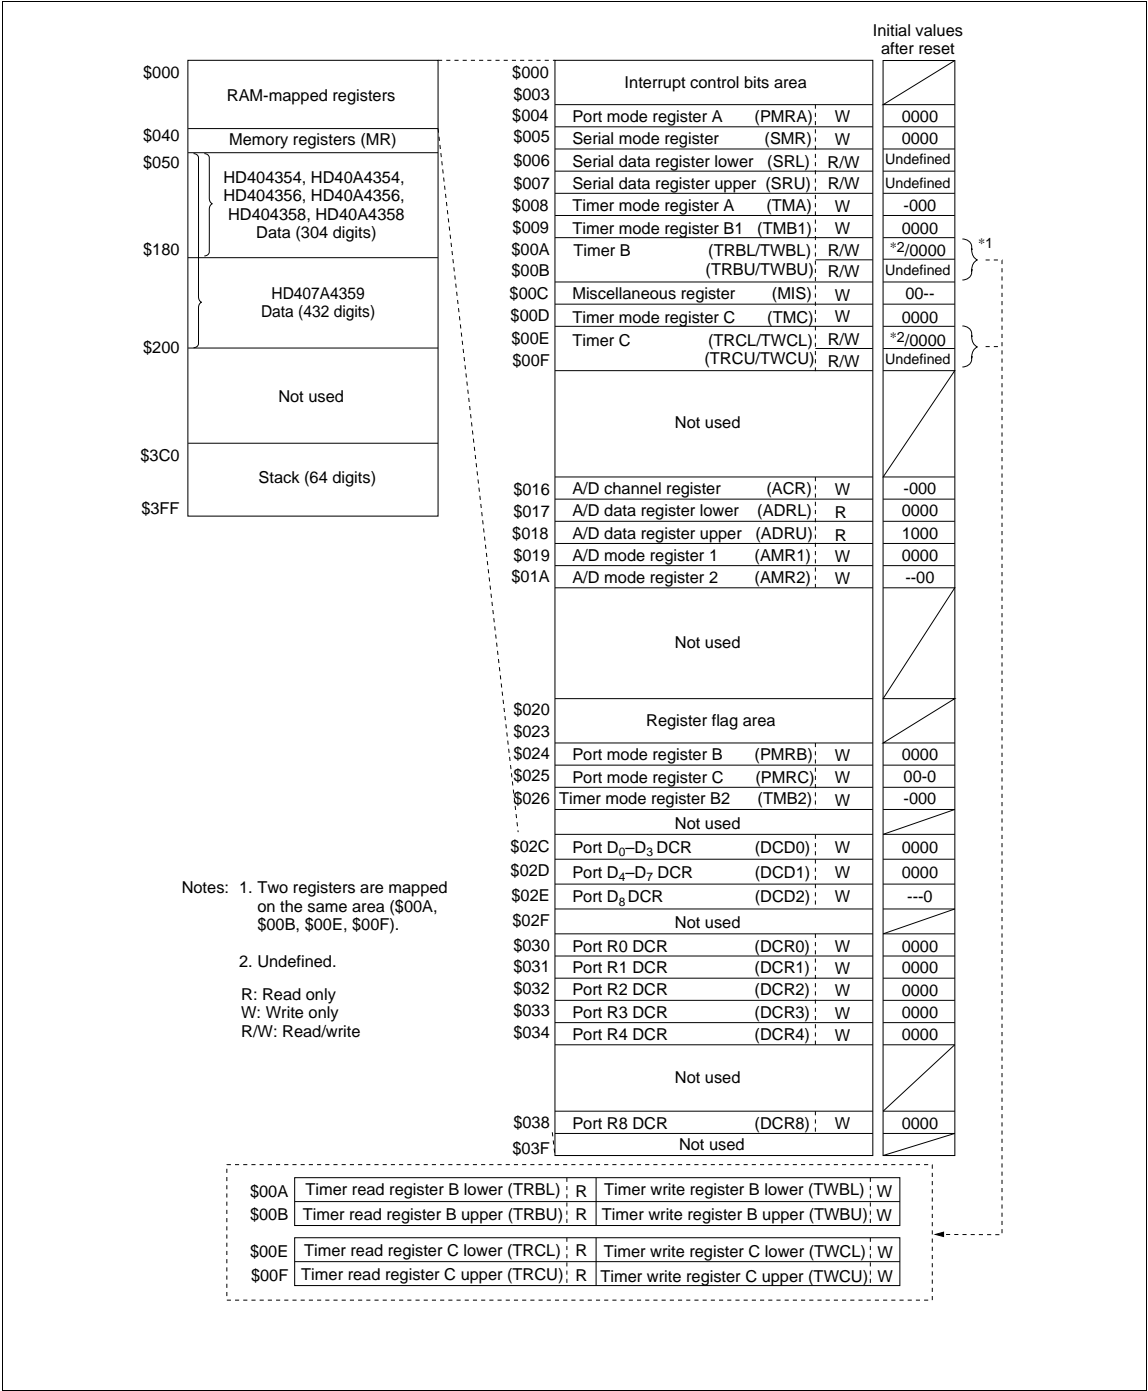 Initial values
after reset
$000
RAM-mapped registers
$040
Memory registers (MR)
$050
HD404354, HD40A4354,
HD404356, HD40A4356,
HD404358, HD40A4358
Data (304 digits)
$180
HD407A4359
Data (432 digits)
$200
Not used
$3C0
Stack (64 digits)
$3FF
$000
Interrupt control bits area
$003
$004 Port mode register A (PMRA) W 0000
$005 Serial mode register (SMR) W 0000
$006 Serial data register lower (SRL) R/W Undefined
$007 Serial data register upper (SRU) R/W Undefined
$008 Timer mode register A (TMA) W -000
$009 Timer mode register B1 (TMB1) W 0000
$00A Timer B (TRBL/TWBL) R/W *2/0000 *1
$00B (TRBU/TWBU) R/W Undefined
$00C Miscellaneous register (MIS) W 00--
$00D Timer mode register C (TMC) W 0000
$00E Timer C (TRCL/TWCL) R/W *2/0000
$00F (TRCU/TWCU) R/W Undefined
Not used
$016 A/D channel register (ACR) W -000
$017 A/D data register lower (ADRL) R 0000
$018 A/D data register upper (ADRU) R 1000
$019 A/D mode register 1 (AMR1) W 0000
$01A A/D mode register 2 (AMR2) W --00
Not used
$020
Register flag area
$023
$024 Port mode register B (PMRB) W 0000
$025 Port mode register C (PMRC) W 00-0
$026 Timer mode register B2 (TMB2) W -000
Not used
$02C Port D0–D3 DCR (DCD0) W 0000
$02D Port D4–D7 DCR (DCD1) W 0000
$02E Port D8 DCR (DCD2) W ---0
$02F Not used
$030 Port R0 DCR (DCR0) W 0000
$031 Port R1 DCR (DCR1) W 0000
$032 Port R2 DCR (DCR2) W 0000
$033 Port R3 DCR (DCR3) W 0000
$034 Port R4 DCR (DCR4) W 0000
Not used
$038 Port R8 DCR (DCR8) W 0000
$03F Not used
Notes: 1. Two registers are mapped
on the same area ($00A,
$00B, $00E, $00F).
2. Undefined.
R: Read only
W: Write only
R/W: Read/write
$00A Timer read register B lower (TRBL) R Timer write register B lower (TWBL) W
$00B Timer read register B upper (TRBU) R Timer write register B upper (TWBU) W
$00E Timer read register C lower (TRCL) R Timer write register C lower (TWCL) W
$00F Timer read register C upper (TRCU) R Timer write register C upper (TWCU) W